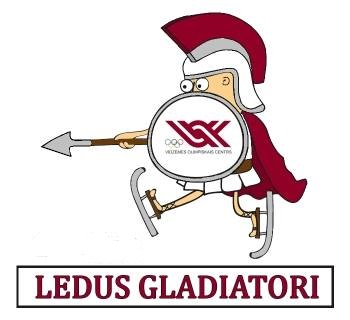 VIDZEMES OLIMPISKAIS CENTRS
LEDUS GLADIATORI